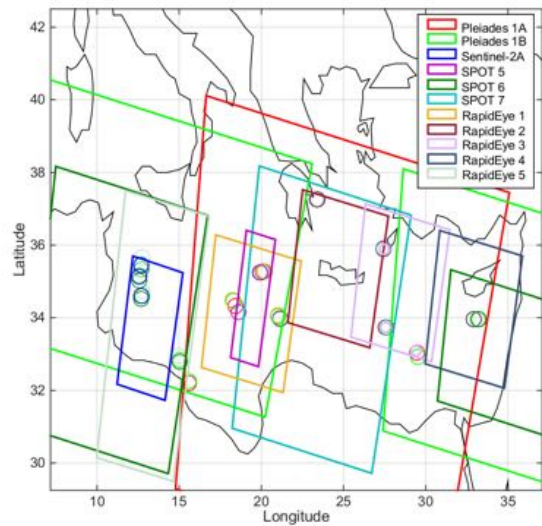 42
40
38
36
34
32
30
Latitude
10
15
20
25
30
35
Longitude
Pleiades 1A
Pleiades 1B
Sentinel-2A
SPOT 5
SPOT 6
SPOT 7
RapidEye 1
RapidEye 2
RapidEye 3
RapidEye 4
RapidEye 5